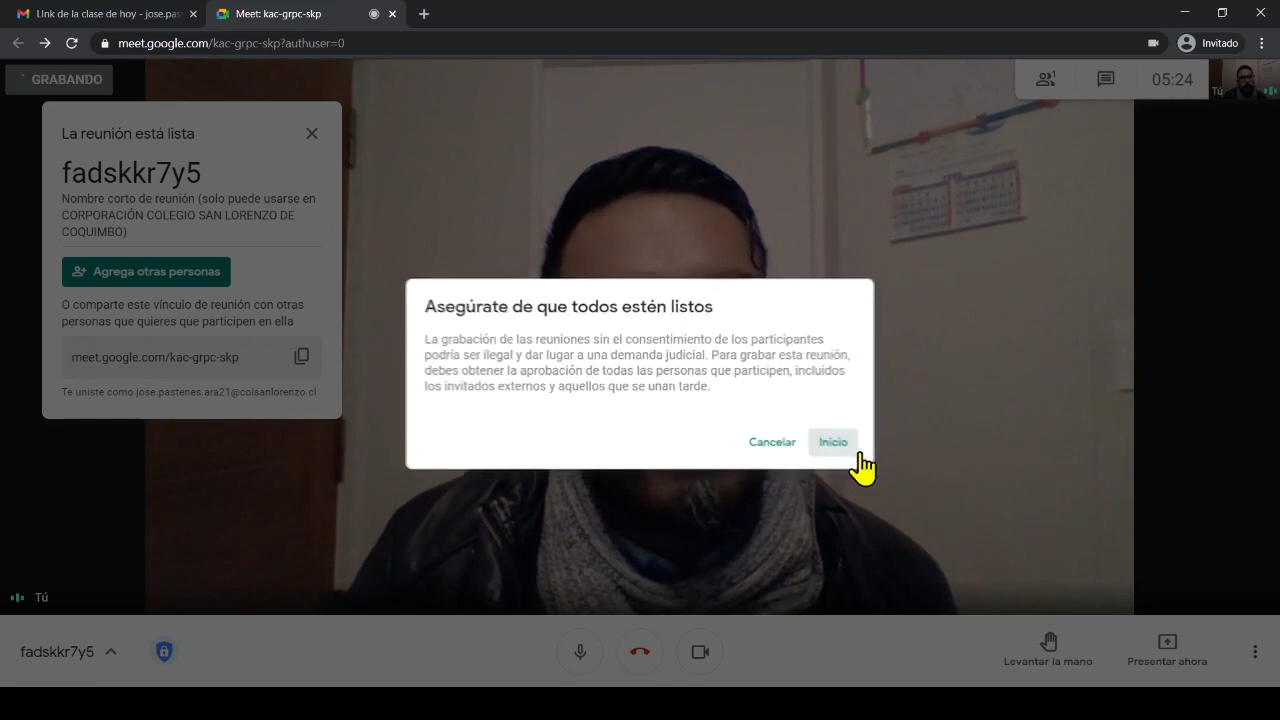 Link de la clase de hoy - jose.pas
Meet: kac-grpc-skp
meet.google.com/kac-grpc-skp?authuser=0
Invitado
GRABANDO
05:24
Tú
La reunión está lista
fadskkr7y5
Nombre corto de reunión (solo puede usarse en
CORPORACIÓN COLEGIO SAN LORENZO DE
COQUIMBO)
Agrega otras personas
O comparte este vínculo de reunión con otras
personas que quieres que participen en ella
meet.google.com/kac-grpc-skp
Te uniste como jose.pastenes.ara21@colsanlorenzo.cl
Asegúrate de que todos estén listos
La grabación de las reuniones sin el consentimiento de los participantes
podría ser ilegal y dar lugar a una demanda judicial. Para grabar esta reunión,
debes obtener la aprobación de todas las personas que participen, incluidos
los invitados externos y aquellos que se unan tarde.
Cancelar
Inicio
Tú
fadskkr7y5
Levantar la mano
Presentar ahora